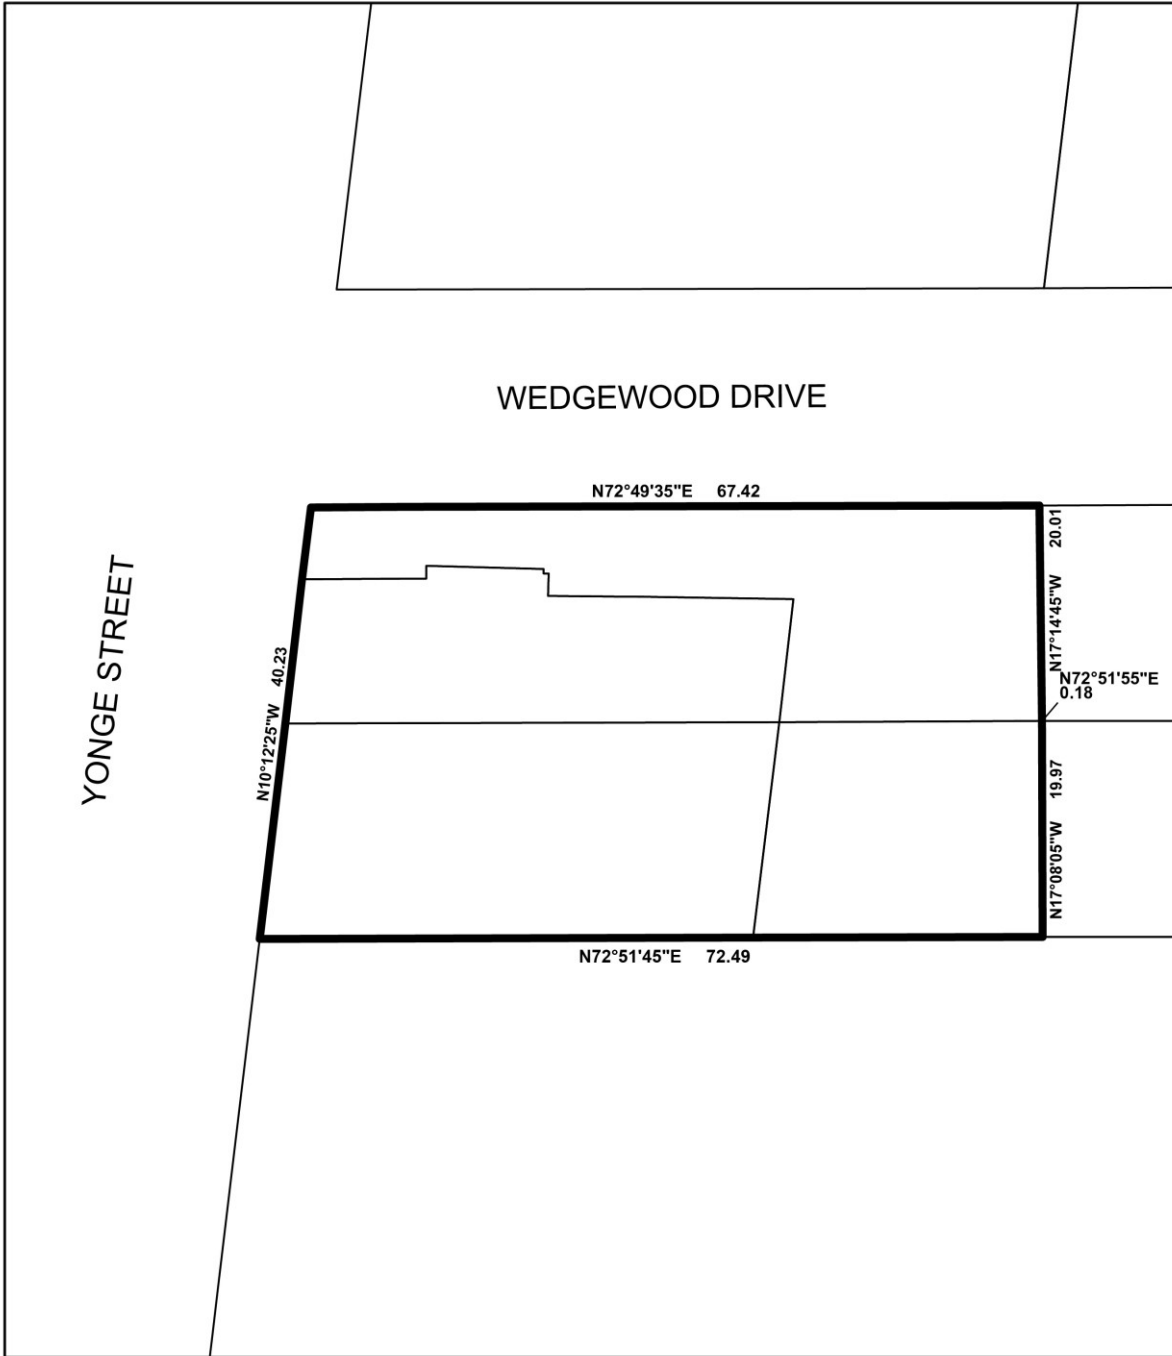 WEDGEWOOD DRIVE
N72°49'35"E 67.42
20.01
N17°14'45"W
YONGE STREET
N10°12'25"W 40.23
N72°51'55"E
0.18
N17°08'05"W 19.97
N72°51'45"E 72.49